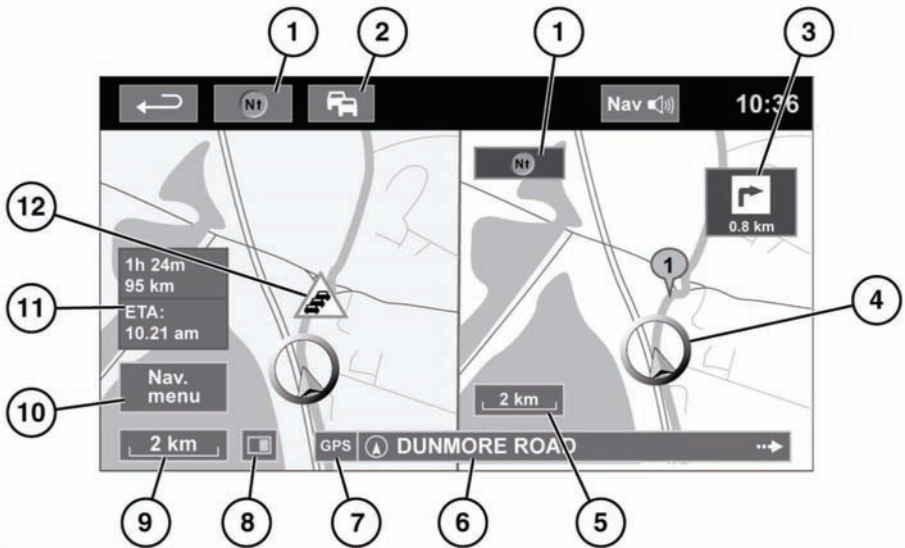 1
2
1
3
N↑
Nav
10:36
N↑
0.8 km
12
1h 24m
95 km
1
11
ETA:
10.21 am
4
10
Nav.
menu
2 km
2 km
GPS
DUNMORE ROAD
9
8
7
6
5